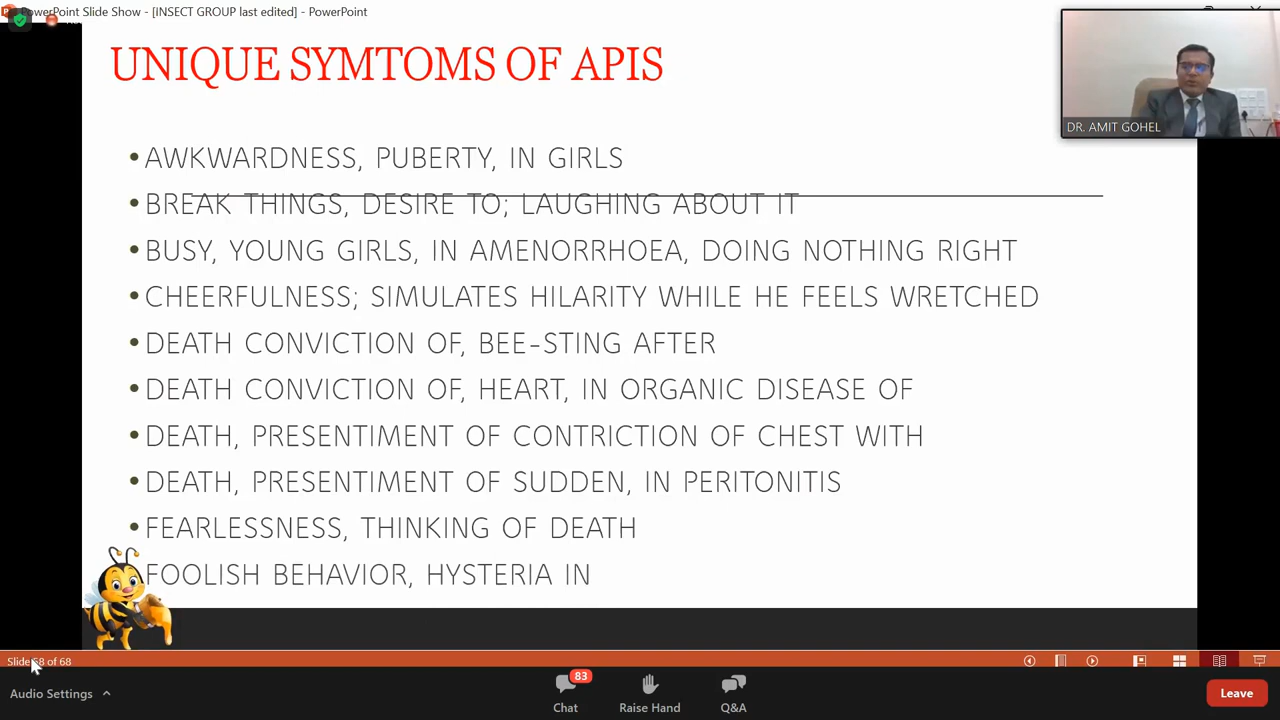 PowerPoint Slide Show - [INSECT GROUP last edited] - PowerPoint
UNIQUE SYMTOMS OF APIS
DR. AMIT GOHEL
• AWKWARDNESS, PUBERTY, IN GIRLS
• BREAK THINGS, DESIRE TO; LAUGHING ABOUT IT
• BUSY, YOUNG GIRLS, IN AMENORRHOEA, DOING NOTHING RIGHT
• CHEERFULNESS; SIMULATES HILARITY WHILE HE FEELS WRETCHED
• DEATH CONVICTION OF, BEE-STING AFTER
• DEATH CONVICTION OF, HEART, IN ORGANIC DISEASE OF
• DEATH, PRESENTIMENT OF CONTRICTION OF CHEST WITH
• DEATH, PRESENTIMENT OF SUDDEN, IN PERITONITIS
• FEARLESSNESS, THINKING OF DEATH
FOOLISH BEHAVIOR, HYSTERIA IN
Slide 68 of 68
Audio Settings
83
Chat
Raise Hand
Q&A
Leave